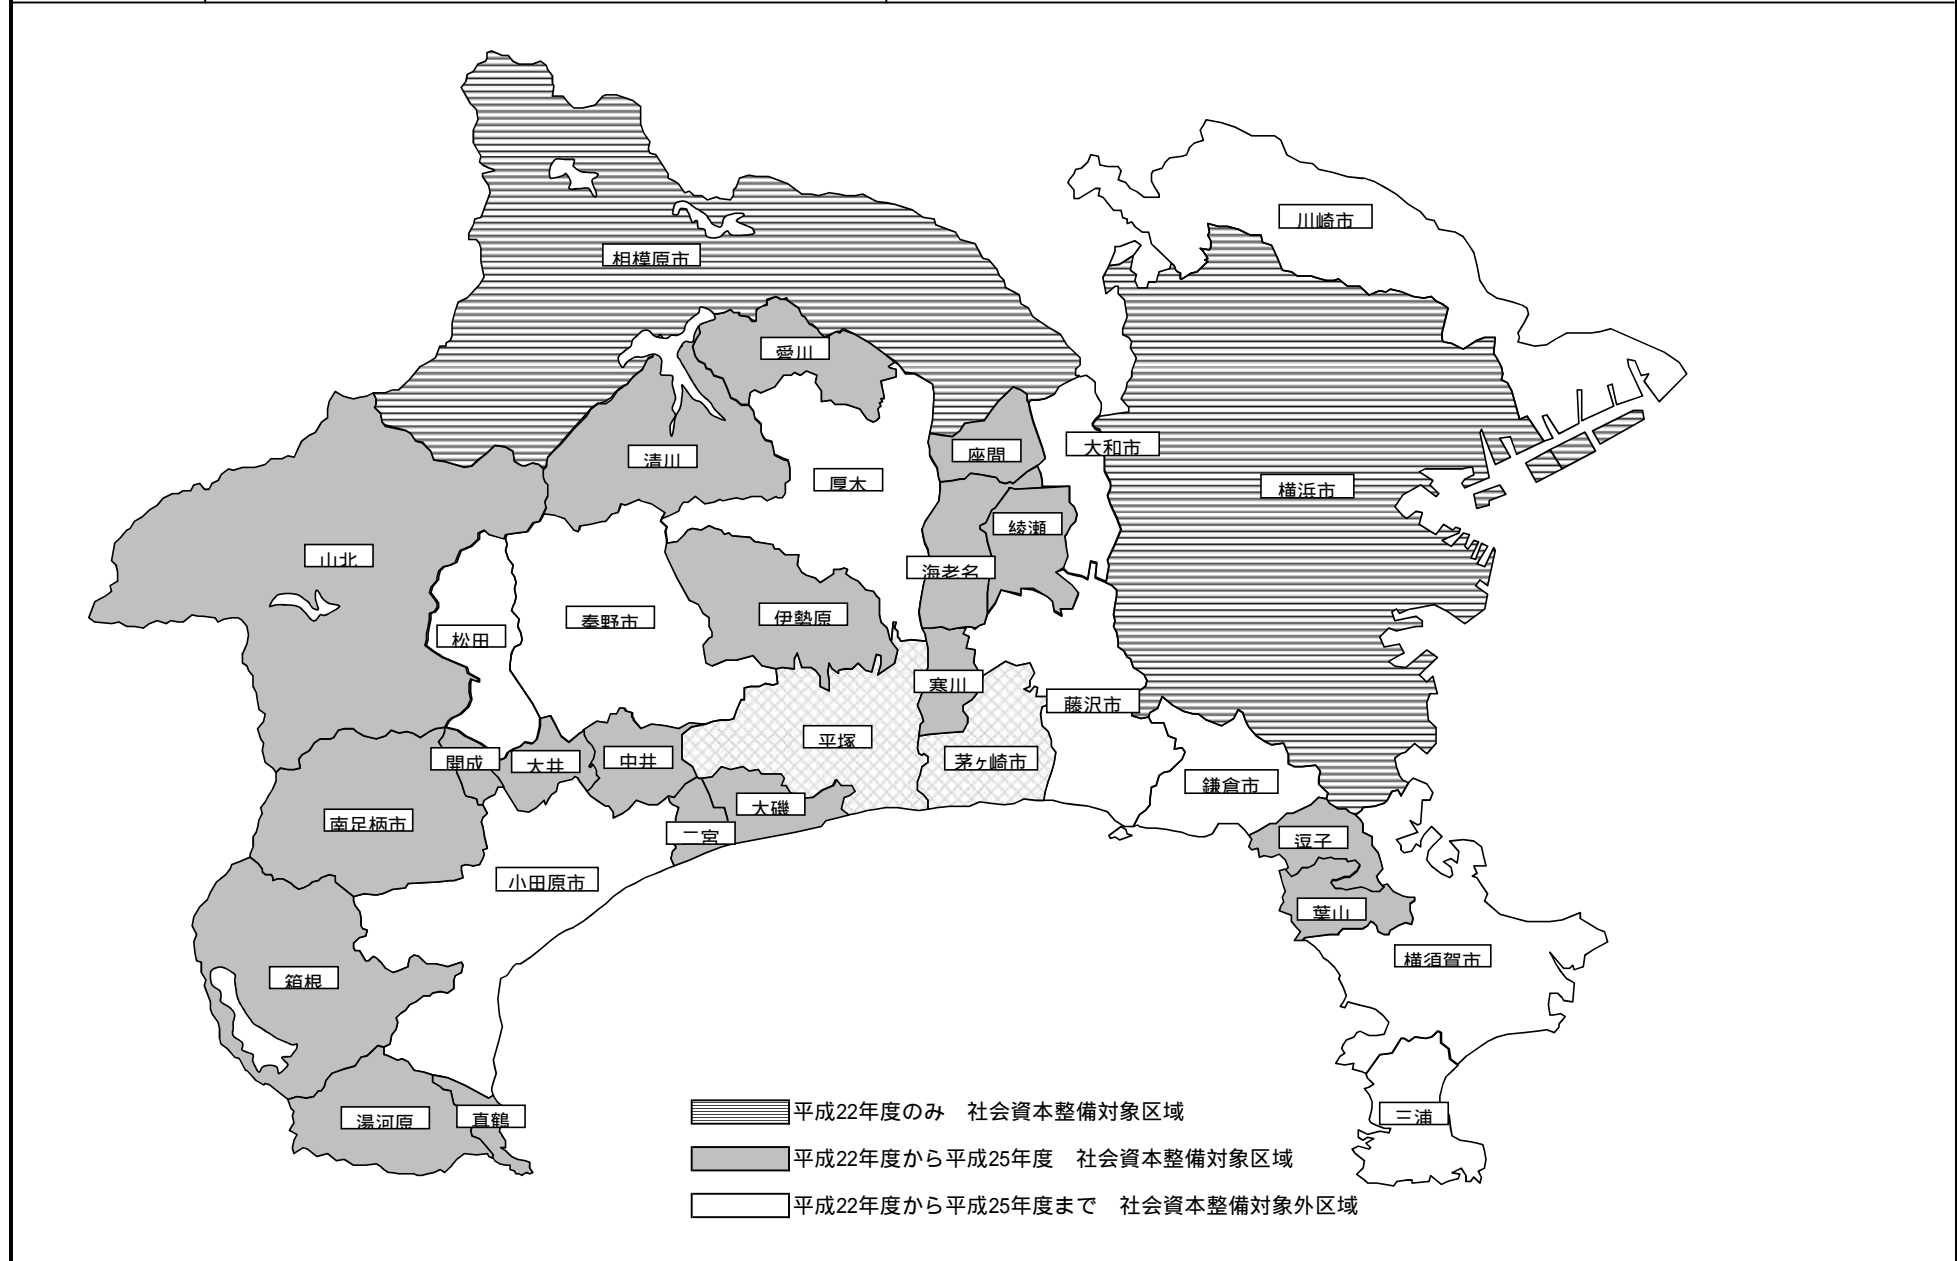 川崎市
相模原市
愛川
大和市
座間
清川
厚木
横浜市
綾瀬
山北
海老名
秦野市
伊勢原
松田
寒川
藤沢市
平塚
開成
大井
中井
茅ヶ崎市
鎌倉市
大磯
南足柄市
二宮
逗子
小田原市
葉山
横須賀市
箱根
湯河原
真鶴
三浦
平成22年度のみ　社会資本整備対象区域
平成22年度から平成25年度　社会資本整備対象区域
平成22年度から平成25年度まで　社会資本整備対象外区域